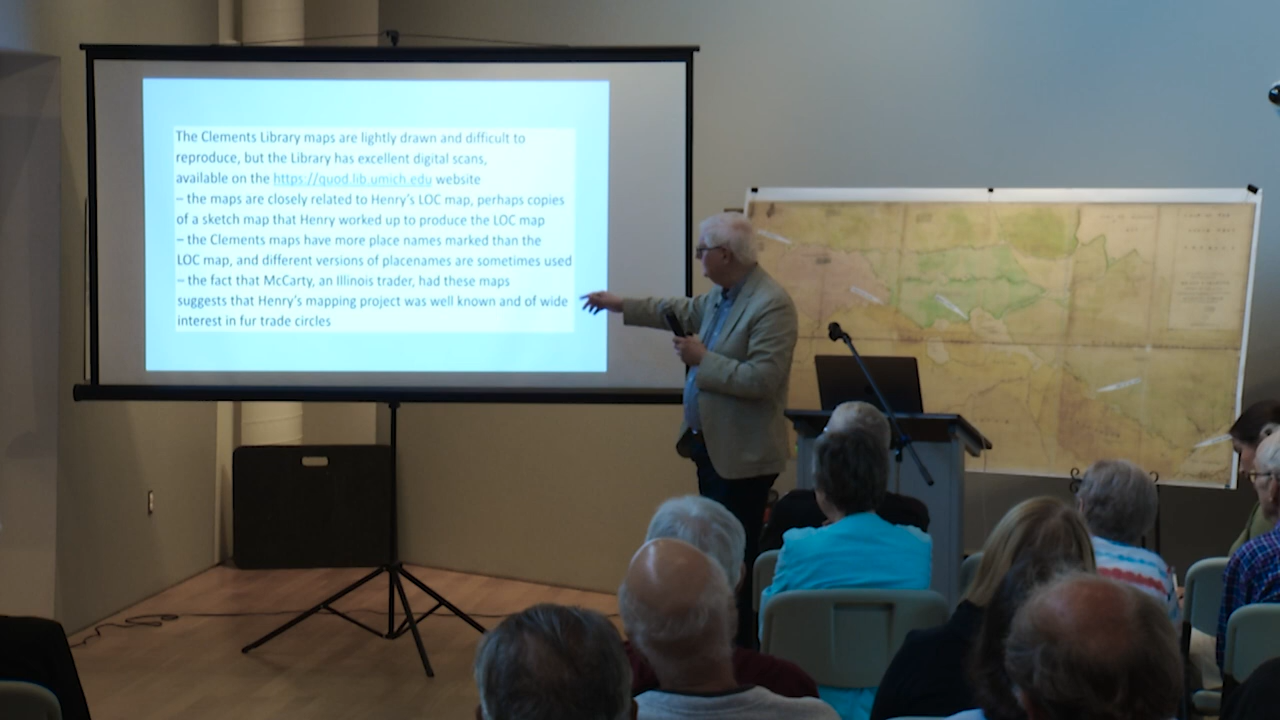 The Clements Library maps are lightly drawn and difficult to
reproduce, but the Library has excellent digital scans,
available on the https://quod.lib.umich.edu website
– the maps are closely related to Henry's LOC map, perhaps copies
of a sketch map that Henry worked up to produce the LOC map
– the Clements maps have more place names marked than the
LOC map, and different versions of placenames are sometimes used
– the fact that McCarty, an Illinois trader, had these maps
suggests that Henry's mapping project was well known and of wide
interest in fur trade circles